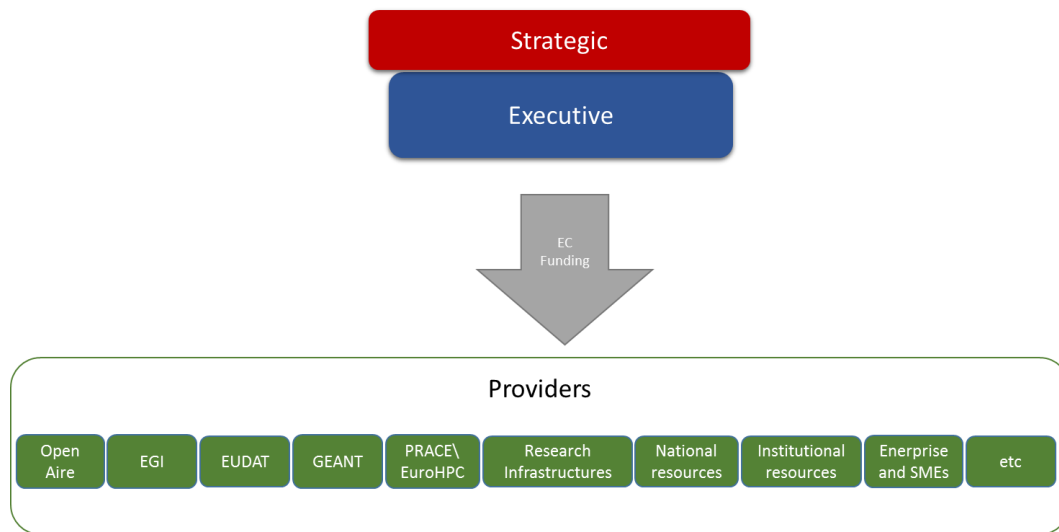 Strategic
Executive
EC
Funding
Providers
Open
Aire
EGI
EUDAT
GEANT
PRACE\
EuroHPC
Research
Infrastructures
National
resources
Institutional
resources
Enerprise
and SMEs
etc